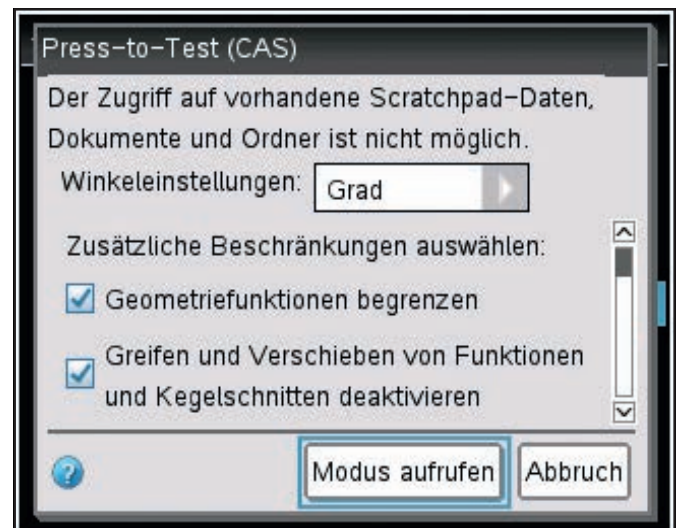 Press-to-Test (CAS)
Der Zugriff auf vorhandene Scratchpad-Daten,
Dokumente und Ordner ist nicht möglich.
Winkeleinstellungen: Grad
Zusätzliche Beschränkungen auswählen:
Geometriefunktionen begrenzen
Greifen und Verschieben von Funktionen
und Kegelschnitten deaktivieren
? Modus aufrufen Abbruch